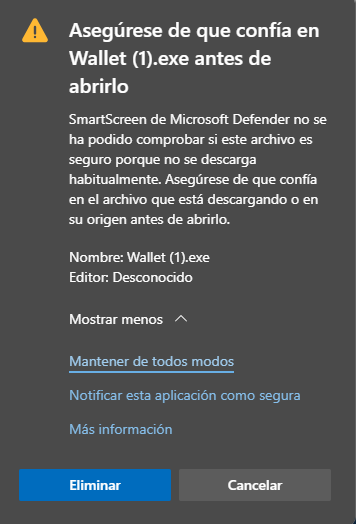 Asegúrese de que confía en
Wallet (1).exe antes de
abrirlo
SmartScreen de Microsoft Defender no se
ha podido comprobar si este archivo es
seguro porque no se descarga
habitualmente. Asegúrese de que confía
en el archivo que está descargando o en
su origen antes de abrirlo.
Nombre: Wallet (1).exe
Editor: Desconocido
Mostrar menos
Mantener de todos modos
Notificar esta aplicación como segura
Más información
Eliminar
Cancelar